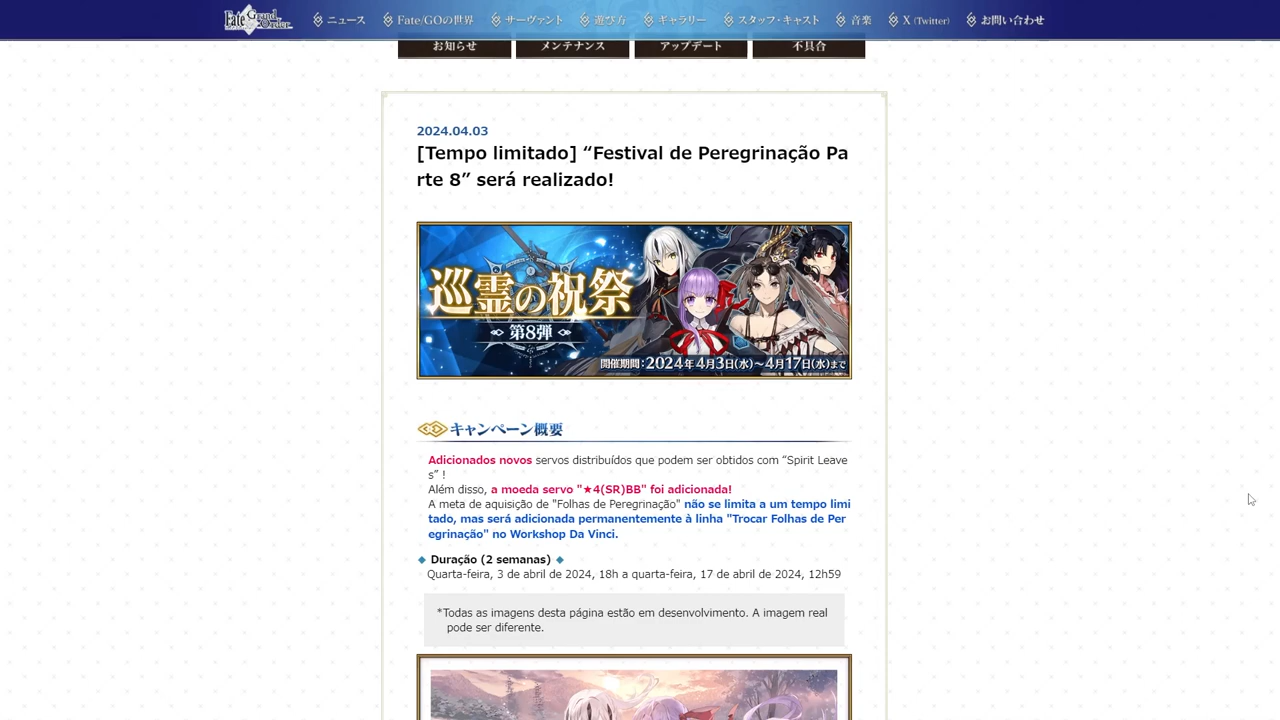 Fate Grand Order
ニュース
Fate/GOの世界
サーヴァント
遊び方
ギャラリー
スタッフ・キャスト
音楽
X (Twitter)
お問い合わせ
お知らせ
メンテナンス
アップデート
不具合
2024.04.03
[Tempo limitado] “Festival de Peregrinação Pa
rte 8” será realizado!
巡霊の祝祭
第8弾
開催期間：2024年4月3日(水)～4月17日(水)まで
キャンペーン概要
Adicionados novos servos distribuídos que podem ser obtidos com “Spirit Leave
s” !
Além disso, a moeda servo "★4(SR)BB" foi adicionada!
A meta de aquisição de "Folhas de Peregrinação" não se limita a um tempo limi
tado, mas será adicionada permanentemente à linha "Trocar Folhas de Per
egrinação" no Workshop Da Vinci.
◆ Duração (2 semanas) ◆
Quarta-feira, 3 de abril de 2024, 18h a quarta-feira, 17 de abril de 2024, 12h59
*Todas as imagens desta página estão em desenvolvimento. A imagem real
pode ser diferente.